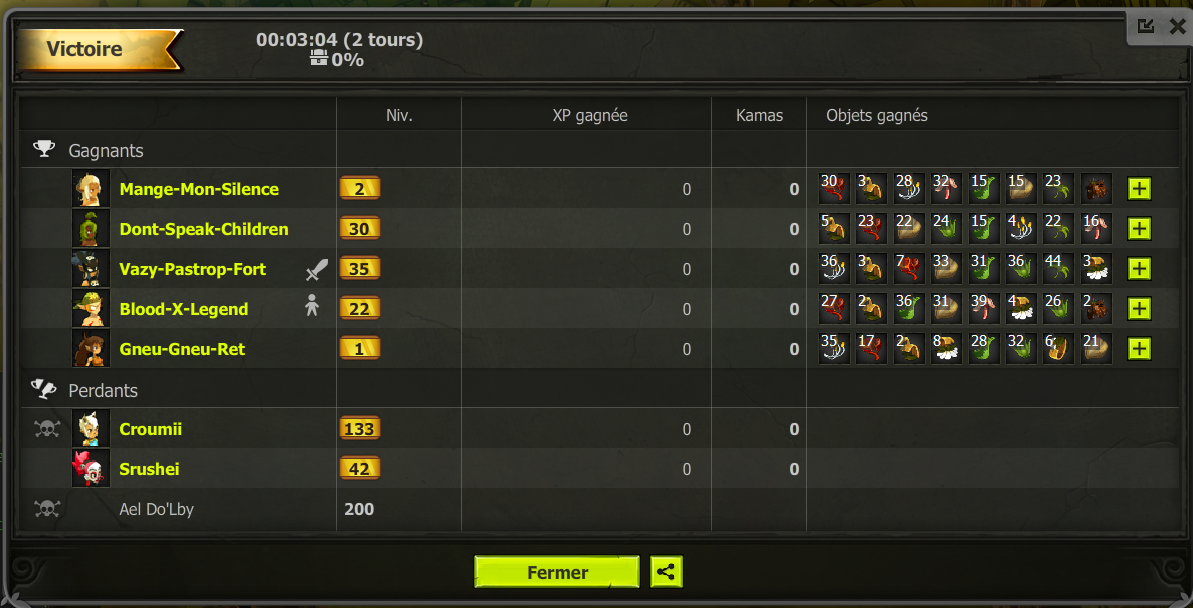 Victoire
00:03:04 (2 tours)
0%
Niv. XP gagnée Kamas Objets gagnés
Gagnants
Mange-Mon-Silence 2 0 0 30 3 28 32 15 15 23
Dont-Speak-Children 30 0 0 5 23 22 24 15 4 22 16
Vazy-Pastrop-Fort 35 0 0 36 3 7 33 31 36 44 3
Blood-X-Legend 22 0 0 27 2 36 31 39 4 26 2
Gneu-Gneu-Ret 1 0 0 35 17 2 8 28 32 6 21
Perdants
Croumii 133 0 0
Srushei 42 0 0
Ael Do'Lby 200
Fermer